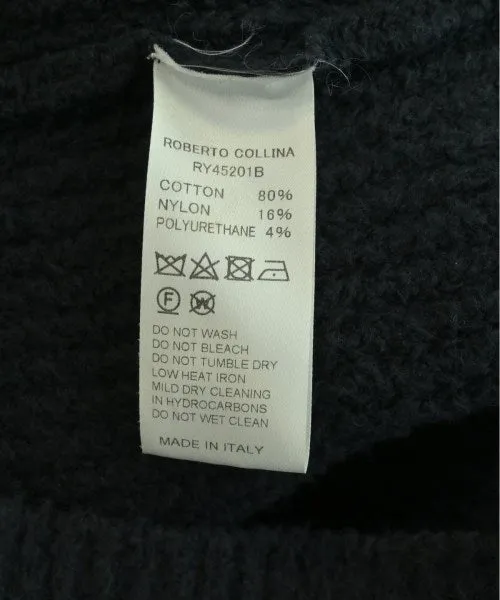 ROBERTO COLLINA
RY45201B
COTTON 80%
NYLON 16%
POLYURETHANE 4%
F W
DO NOT WASH
DO NOT BLEACH
DO NOT TUMBLE DRY
LOW HEAT IRON
MILD DRY CLEANING
IN HYDROCARBONS
DO NOT WET CLEAN
MADE IN ITALY